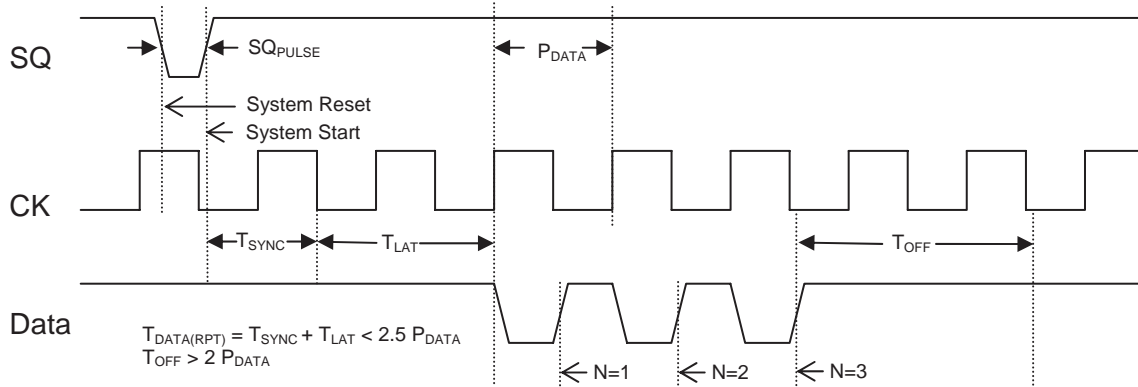 SQ
SQPULSE
PDATA
System Reset
System Start
CK
TSYNC
TLAT
TOFF
Data
TDATA(RPT) = TSYNC + TLAT < 2.5 PDATA
TOFF > 2 PDATA
N=1
N=2
N=3